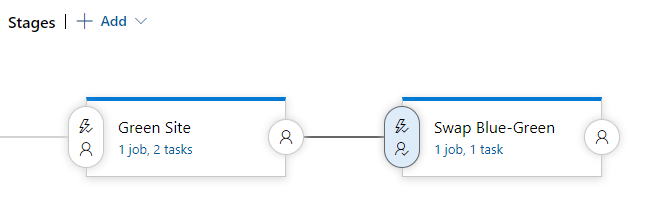 Stages | + Add
Green Site
1 job, 2 tasks
Swap Blue-Green
1 job, 1 task